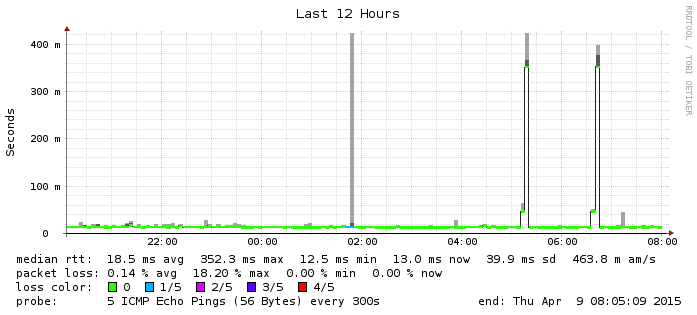 Last 12 Hours
RRDTOOL / TOBI OETIKER
Seconds
400 m
300 m
200 m
100 m
0
22:00 00:00 02:00 04:00 06:00 08:00
median rtt: 18.5 ms avg 352.3 ms max 12.5 ms min 13.0 ms now 39.9 ms sd 463.8 m am/s
packet loss: 0.14 % avg 18.20 % max 0.00 % min 0.00 % now
loss color: 0 1/5 2/5 3/5 4/5
probe: 5 ICMP Echo Pings (56 Bytes) every 300s end: Thu Apr 9 08:05:09 2015